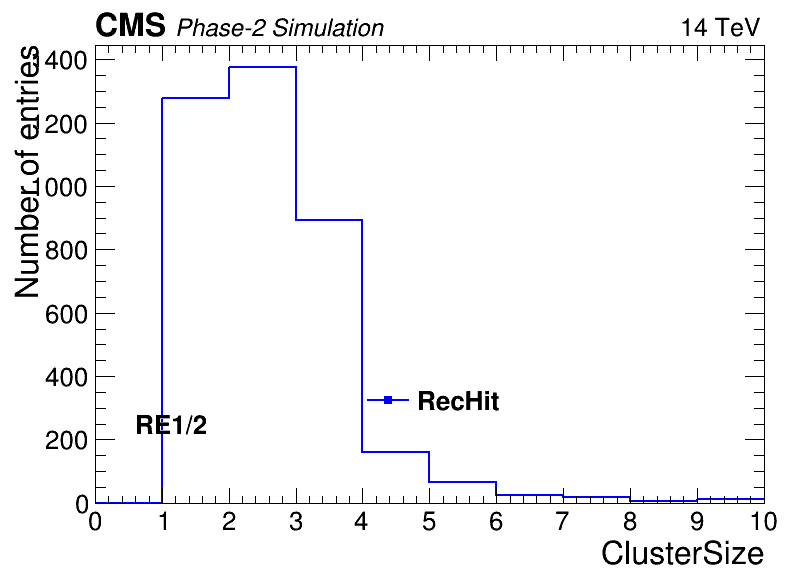 CMS Phase-2 Simulation 14 TeV
Number of entries
1400
1200
1000
800
600
400
200
0
RecHit
RE1/2
0 1 2 3 4 5 6 7 8 9 10
ClusterSize